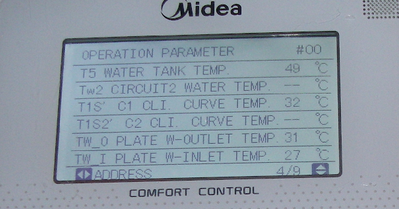 Midea
OPERATION PARAMETER #00
T5 WATER TANK TEMP. 49 °C
Tw2 CIRCUIT2 WATER TEMP. -- °C
T1S' C1 CLI. CURVE TEMP. 32 °C
T1S2' C2 CLI. CURVE TEMP. -- °C
TW_O PLATE W-OUTLET TEMP. 31 °C
TW_I PLATE W-INLET TEMP. 27 °C
ADDRESS 4/9
COMFORT CONTROL